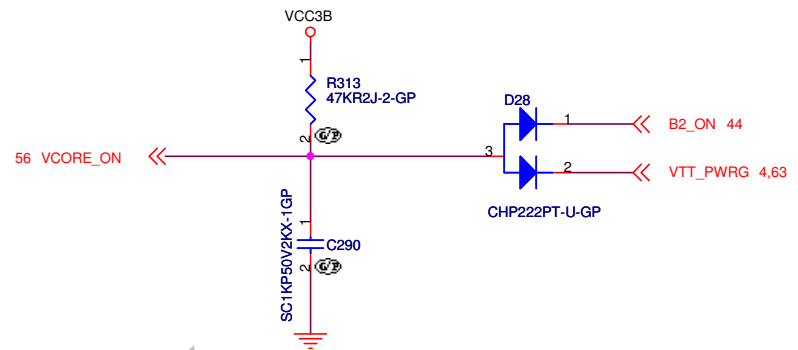 VCC3B
1
R313
47KR2J-2-GP
2
G/P
D28
1
B2_ON 44
56 VCORE_ON
3
2
VTT_PWRG 4,63
CHP222PT-U-GP
SC1KP50V2KX-1GP
1
C290
2
G/P